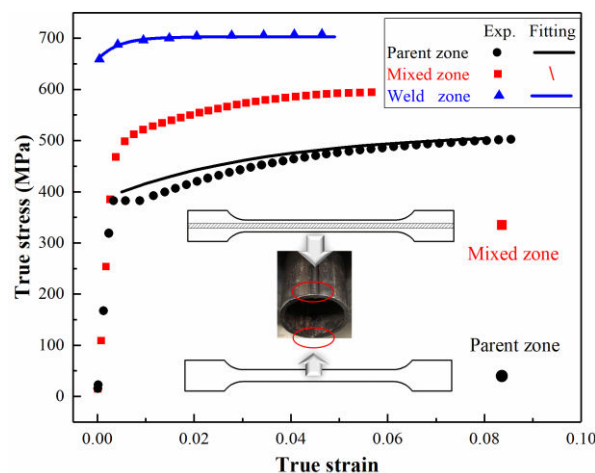 Exp. Fitting
Parent zone
Mixed zone \
Weld zone
True stress (MPa)
700
600
500
400
300
200
100
0
Mixed zone
Parent zone
0.00 0.02 0.04 0.06 0.08 0.10
True strain